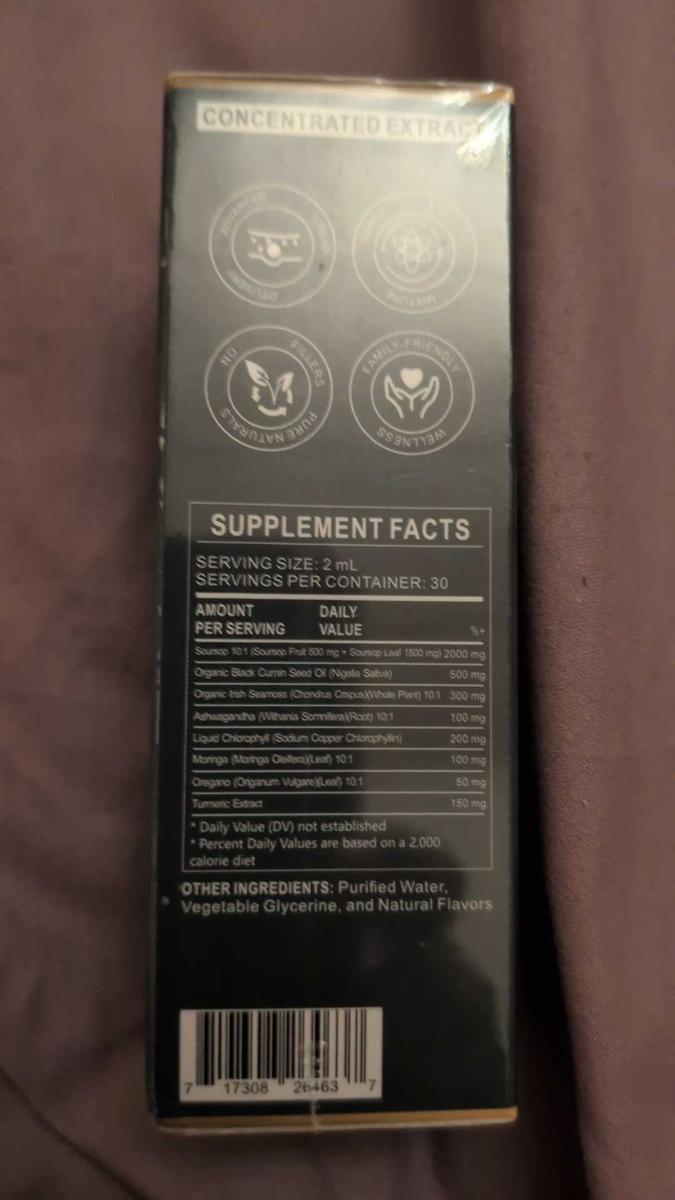 CONCENTRATED EXTRACT
ADVANCED LIQUID DELIVERY
MIXTURE
NO FILLERS PURE NATURALS
FAMILY-FRIENDLY WELLNESS
SUPPLEMENT FACTS
SERVING SIZE: 2 mL
SERVINGS PER CONTAINER: 30
AMOUNT DAILY
PER SERVING VALUE %+
Soursop 10:1 (Soursop Fruit 500 mg + Soursop Leaf 1500 mg) 2000 mg
Organic Black Cumin Seed Oil (Nigella Sativa) 500 mg
Organic Irish Seamoss (Chondrus Crispus)(Whole Plant) 10:1 300 mg
Ashwagandha (Withania Somnifera)(Root) 10:1 100 mg
Liquid Chlorophyll (Sodium Copper Chlorophyllin) 200 mg
Moringa (Moringa Oleifera)(Leaf) 10:1 100 mg
Oregano (Origanum Vulgare)(Leaf) 10:1 50 mg
Turmeric Extract 150 mg
* Daily Value (DV) not established
* Percent Daily Values are based on a 2,000
calorie diet
OTHER INGREDIENTS: Purified Water,
Vegetable Glycerine, and Natural Flavors
7 17308 26463 7